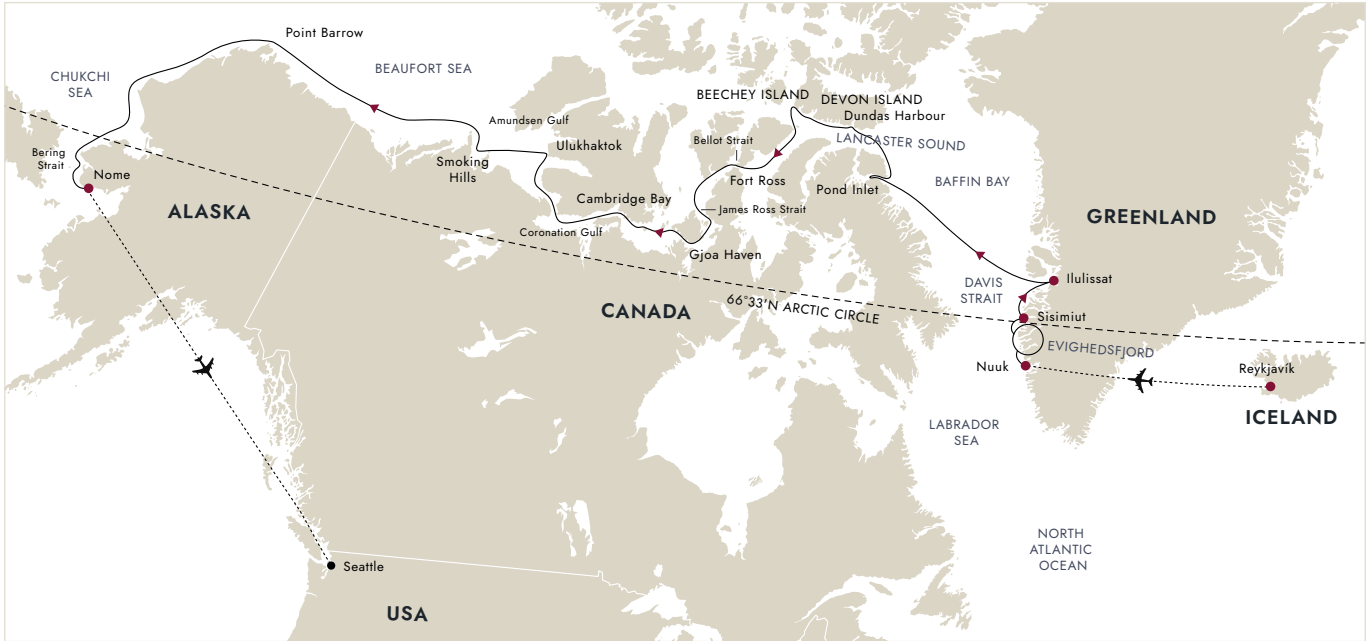 Point Barrow
BEAUFORT SEA
CHUKCHI
SEA
BEECHEY ISLAND
DEVON ISLAND
Dundas Harbour
Amundsen Gulf
Ulukhaktok
Bellot Strait
LANCASTER SOUND
Bering
Strait
Nome
Smoking
Hills
Fort Ross
Pond Inlet
BAFFIN BAY
ALASKA
Cambridge Bay
James Ross Strait
GREENLAND
Coronation Gulf
Gjoa Haven
Ilulissat
DAVIS
STRAIT
CANADA
66°33'N ARCTIC CIRCLE
Sisimiut
EVIGHEDSFJORD
Nuuk
Reykjavík
ICELAND
LABRADOR
SEA
NORTH
ATLANTIC
OCEAN
Seattle
USA